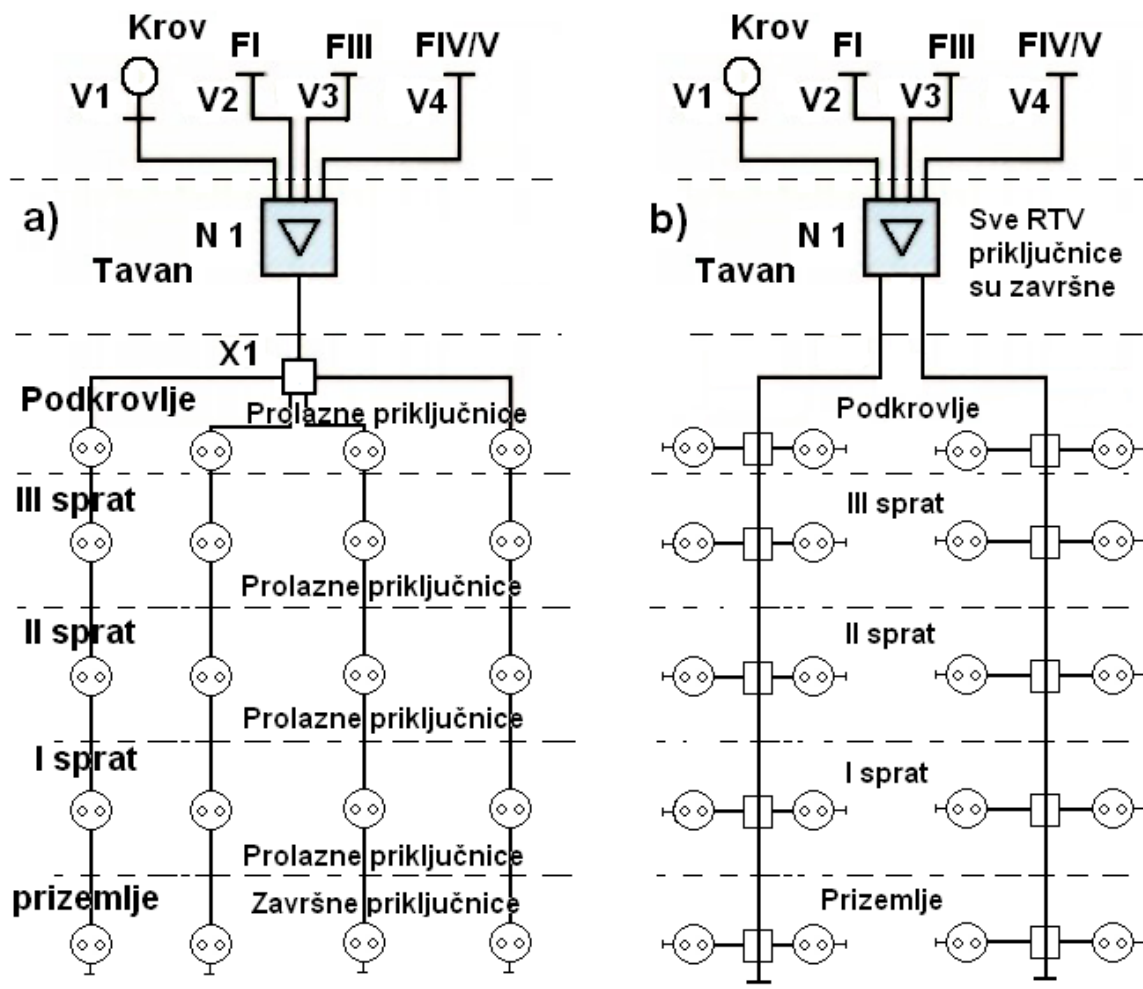 Krov
FI FIII FIV/V
V1 V2 V3 V4
a)
N 1
Tavan
X1
Podkrovlje
Prolazne priključnice
III sprat
Prolazne priključnice
II sprat
Prolazne priključnice
I sprat
Prolazne priključnice
prizemlje
Završne priključnice
Krov
FI FIII FIV/V
V1 V2 V3 V4
b)
N 1
Sve RTV
priključnice
su završne
Tavan
Podkrovlje
III sprat
II sprat
I sprat
Prizemlje